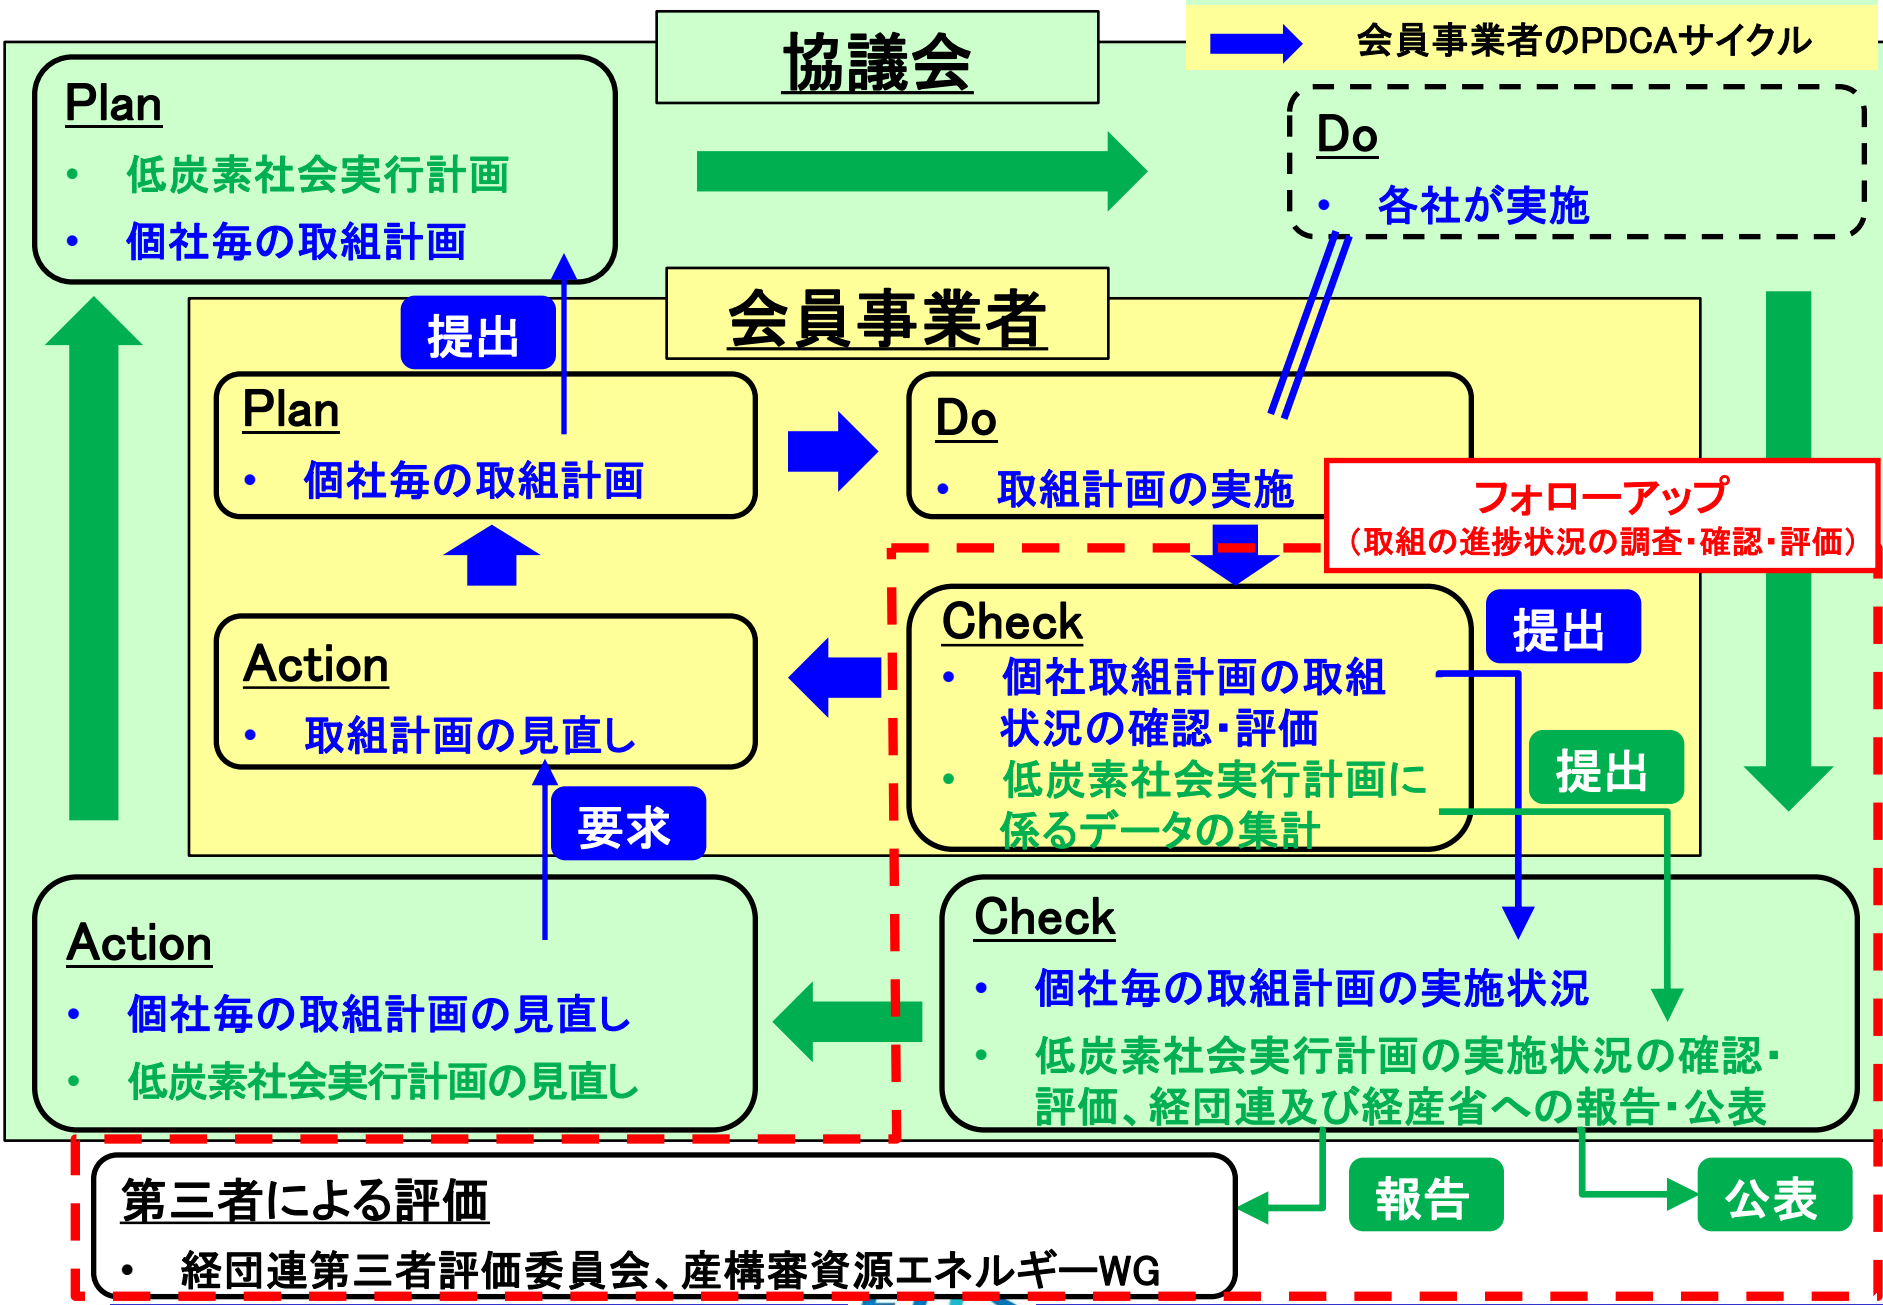 協議会
会員事業者のPDCAサイクル
Plan
・ 低炭素社会実行計画
・ 個社毎の取組計画
Do
・ 各社が実施
会員事業者
提出
Plan
・ 個社毎の取組計画
Do
・ 取組計画の実施
フォローアップ
（取組の進捗状況の調査・確認・評価）
Action
・ 取組計画の見直し
Check
・ 個社取組計画の取組
状況の確認・評価
・ 低炭素社会実行計画に
係るデータの集計
提出
提出
要求
Action
・ 個社毎の取組計画の見直し
・ 低炭素社会実行計画の見直し
Check
・ 個社毎の取組計画の実施状況
・ 低炭素社会実行計画の実施状況の確認・
評価、経団連及び経産省への報告・公表
第三者による評価
・ 経団連第三者評価委員会、産構審資源エネルギーWG
報告
公表